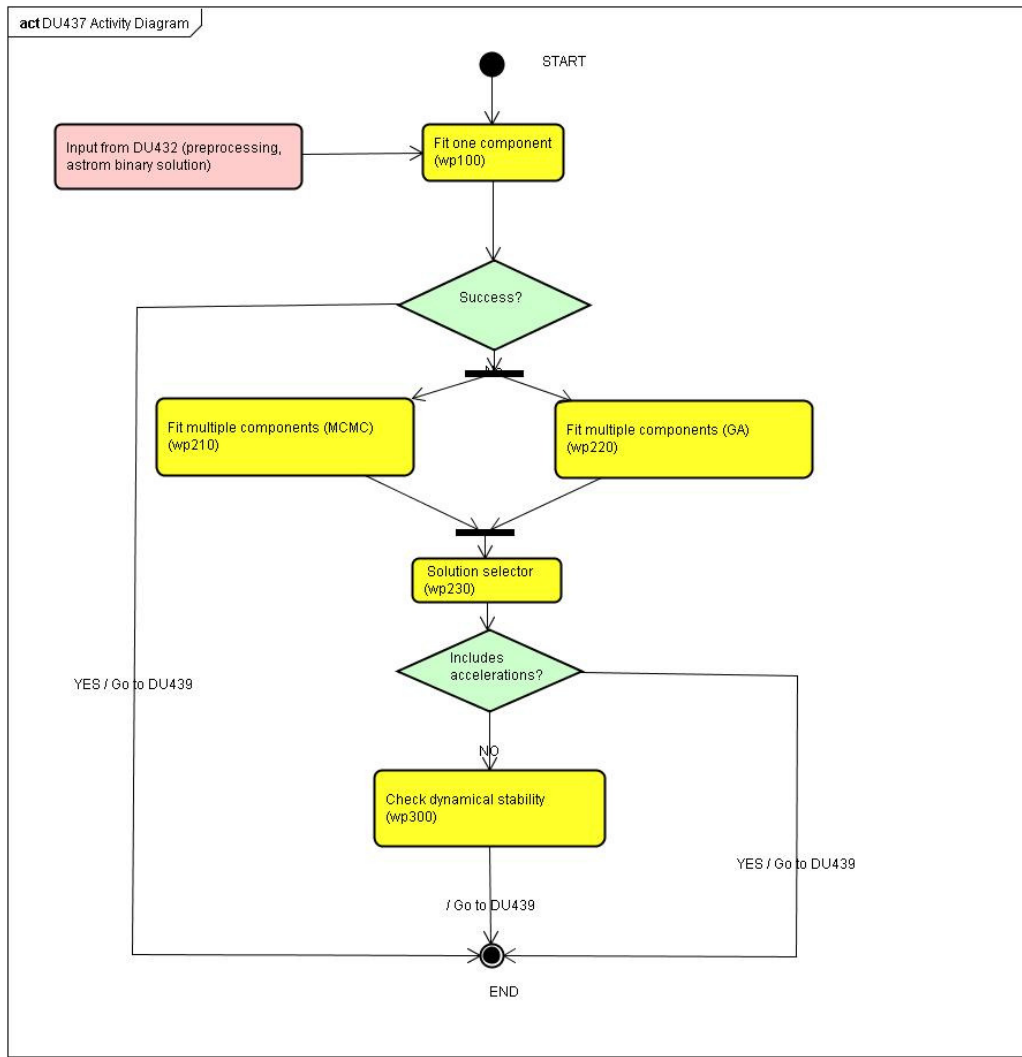 act DU437 Activity Diagram
START
Input from DU432 (preprocessing,
astrom binary solution)
Fit one component
(wp100)
Success?
No
Fit multiple components (MCMC)
(wp210)
Fit multiple components (GA)
(wp220)
Solution selector
(wp230)
Includes
accelerations?
YES / Go to DU439
NO
Check dynamical stability
(wp300)
YES / Go to DU439
/ Go to DU439
END